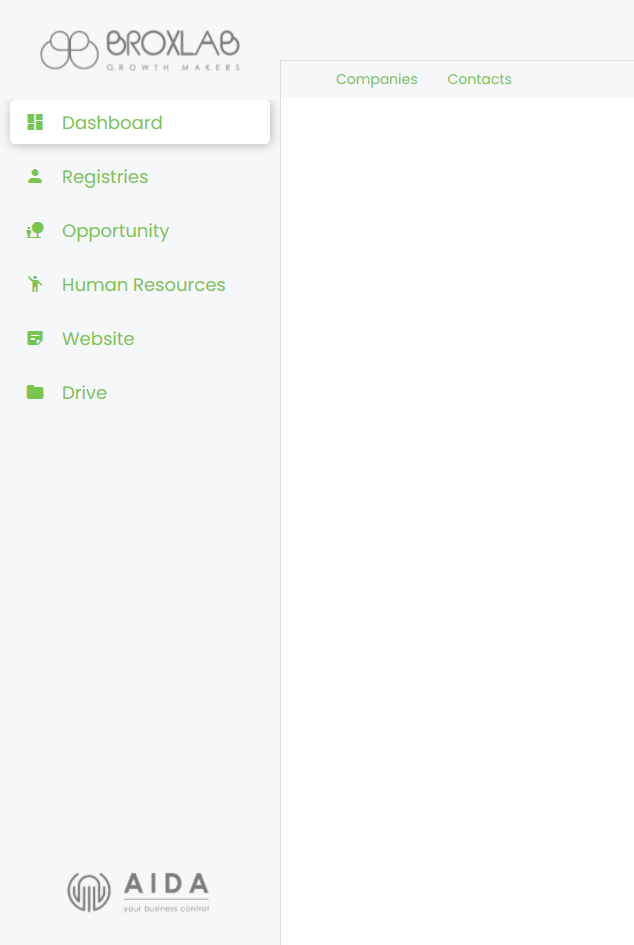 BROXLAB
GROWTH MAKERS
Companies Contacts
Dashboard
Registries
Opportunity
Human Resources
Website
Drive
AIDA
your business control